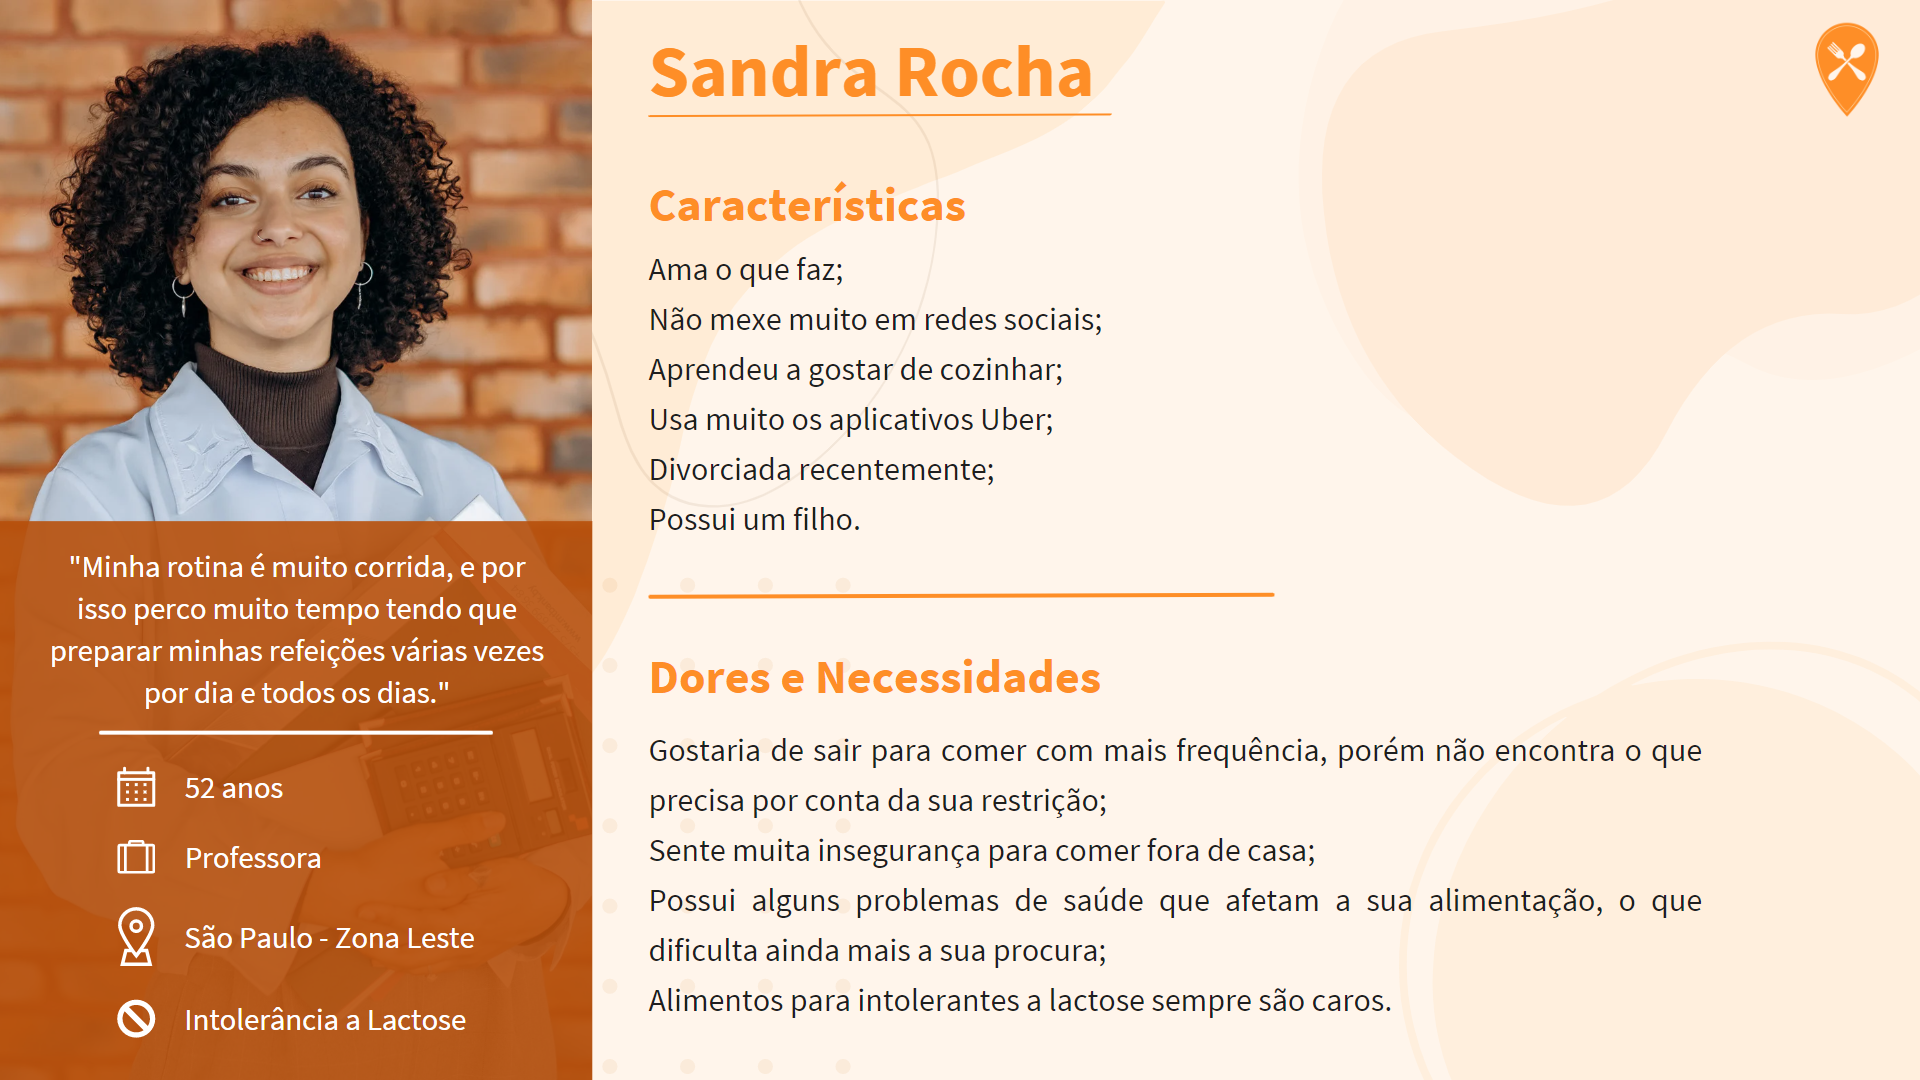 Sandra Rocha
Características
Ama o que faz;
Não mexe muito em redes sociais;
Aprendeu a gostar de cozinhar;
Usa muito os aplicativos Uber;
Divorciada recentemente;
Possui um filho.
"Minha rotina é muito corrida, e por
isso perco muito tempo tendo que
preparar minhas refeições várias vezes
por dia e todos os dias."
52 anos
Professora
São Paulo - Zona Leste
Intolerância a Lactose
Dores e Necessidades
Gostaria de sair para comer com mais frequência, porém não encontra o que
precisa por conta da sua restrição;
Sente muita insegurança para comer fora de casa;
Possui alguns problemas de saúde que afetam a sua alimentação, o que
dificulta ainda mais a sua procura;
Alimentos para intolerantes a lactose sempre são caros.